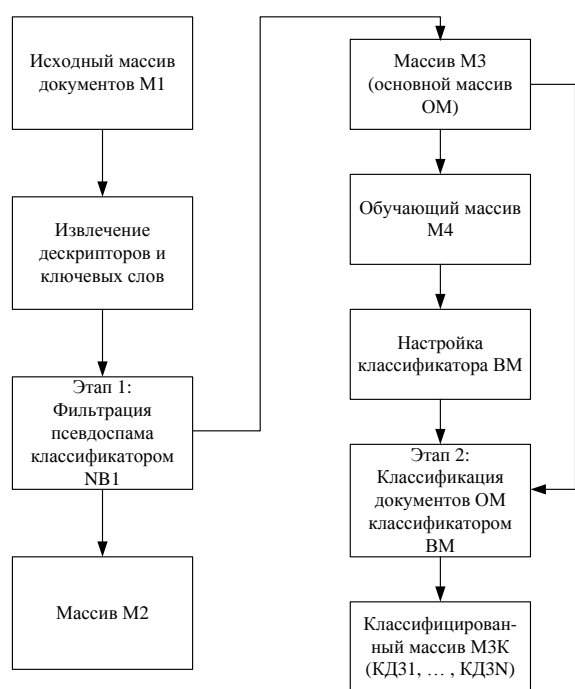 Исходный массив
документов М1
Извлечение
дескрипторов и
ключевых слов
Этап 1:
Фильтрация
псевдоспама
классификатором
NB1
Массив М2
Массив М3
(основной массив
ОМ)
Обучающий массив
М4
Настройка
классификатора ВМ
Этап 2:
Классификация
документов ОМ
классификатором
ВМ
Классифицирован-
ный массив М3К
(КД31, … , КД3N)